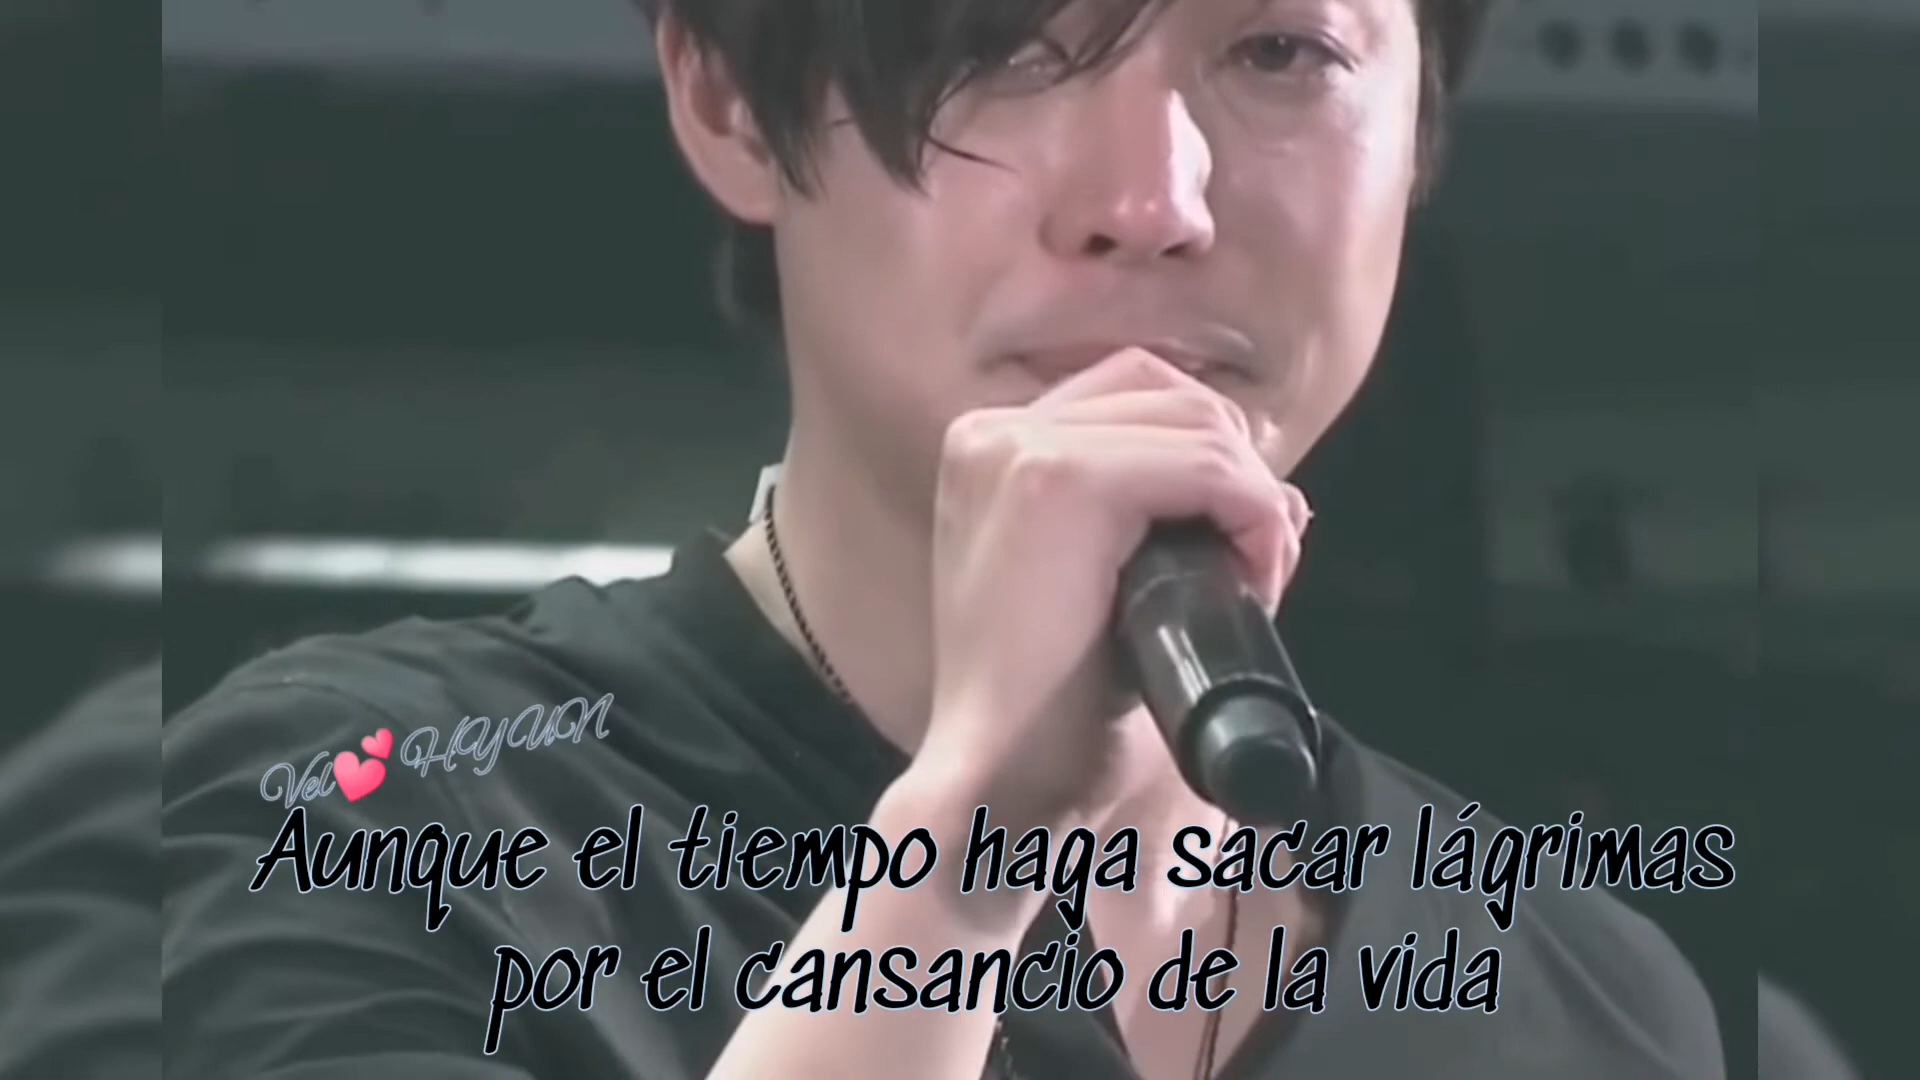 Vel💕HYUN
Aunque el tiempo haga sacar lágrimas
por el cansancio de la vida